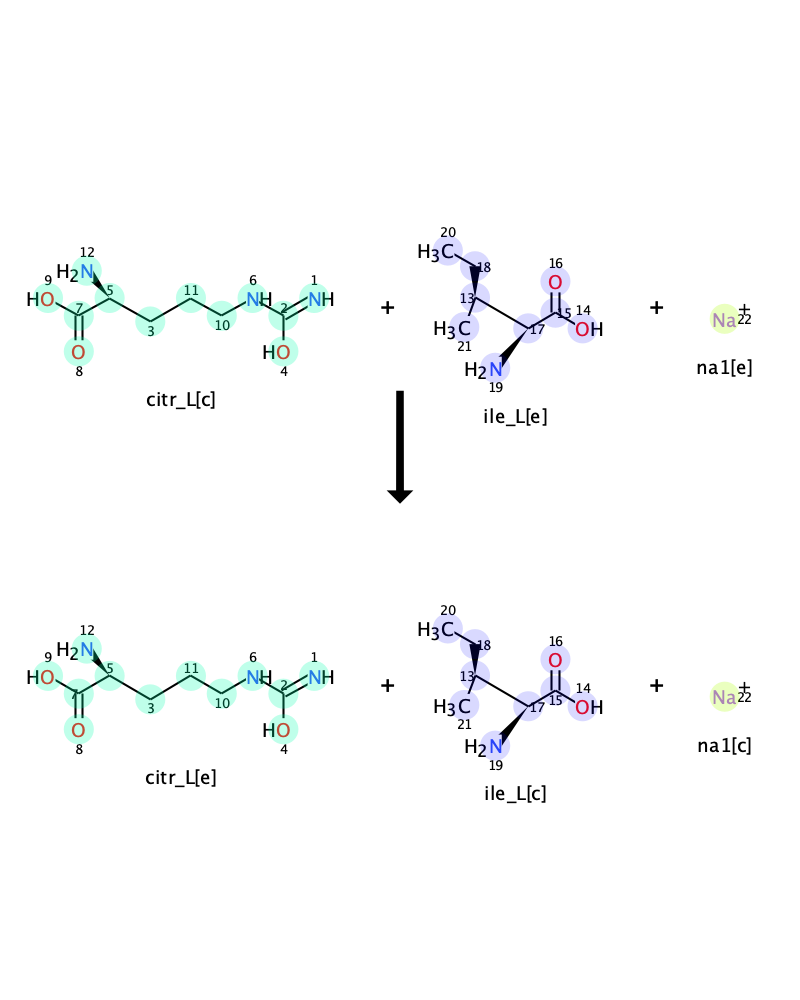 20
H₃C
18
12
H₂N
16
O
9
HO
5
11
6
NH
1
NH
+
13
+
7
2
15
14
OH
Na⁺
22
3
10
H₃C
21
17
8
O
HO
4
H₂N
19
na1[e]
citr_L[c]
ile_L[e]
20
H₃C
18
12
H₂N
16
O
9
HO
5
11
6
NH
1
NH
+
13
+
7
2
15
14
OH
Na⁺
22
3
10
H₃C
21
17
8
O
HO
4
H₂N
19
na1[c]
citr_L[e]
ile_L[c]